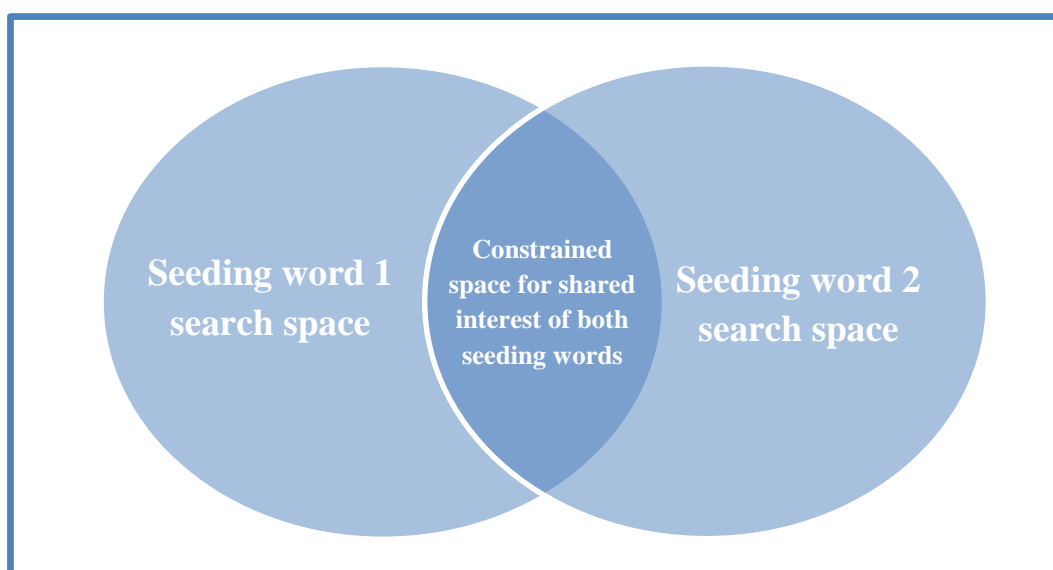 Seeding word 1
search space
Constrained
space for shared
interest of both
seeding words
Seeding word 2
search space